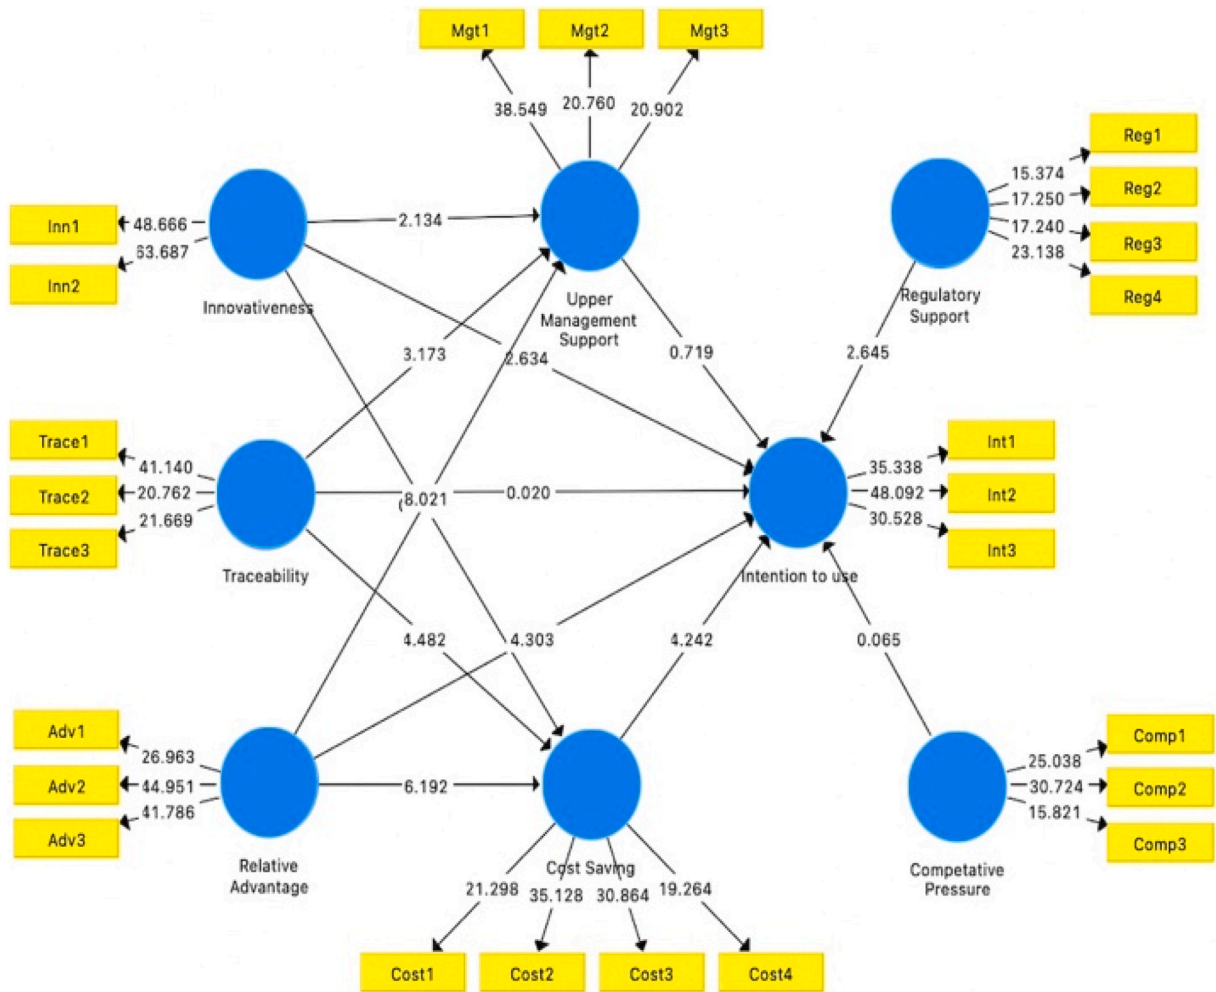 Mgt1
Mgt2
Mgt3
38.549
20.760
20.902
Reg1
15.374
Reg2
17.250
Reg3
17.240
Reg4
23.138
Inn1
48.666
Inn2
63.687
2.134
Innovativeness
Upper
Management
Support
Regulatory
Support
3.173
2.634
0.719
2.645
Trace1
41.140
Trace2
20.762
Trace3
21.669
8.021
0.020
Int1
35.338
Int2
48.092
Int3
30.528
Traceability
Intention to use
4.482
4.303
4.242
0.065
Adv1
26.963
Adv2
44.951
Adv3
41.786
6.192
Comp1
25.038
Comp2
30.724
Comp3
15.821
Relative
Advantage
Cost Saving
Competative
Pressure
21.298
35.128
30.864
19.264
Cost1
Cost2
Cost3
Cost4